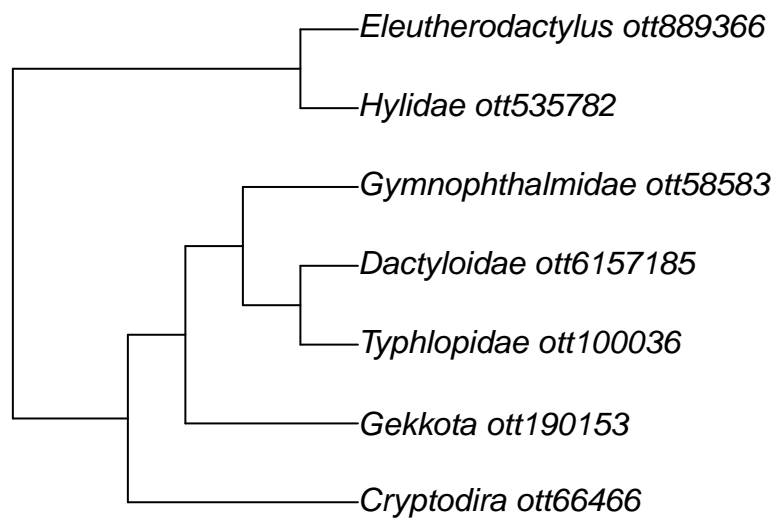 Eleutherodactylus ott889366
Hylidae ott535782
Gymnophthalmidae ott58583
Dactyloidae ott6157185
Typhlopidae ott100036
Gekkota ott190153
Cryptodira ott66466